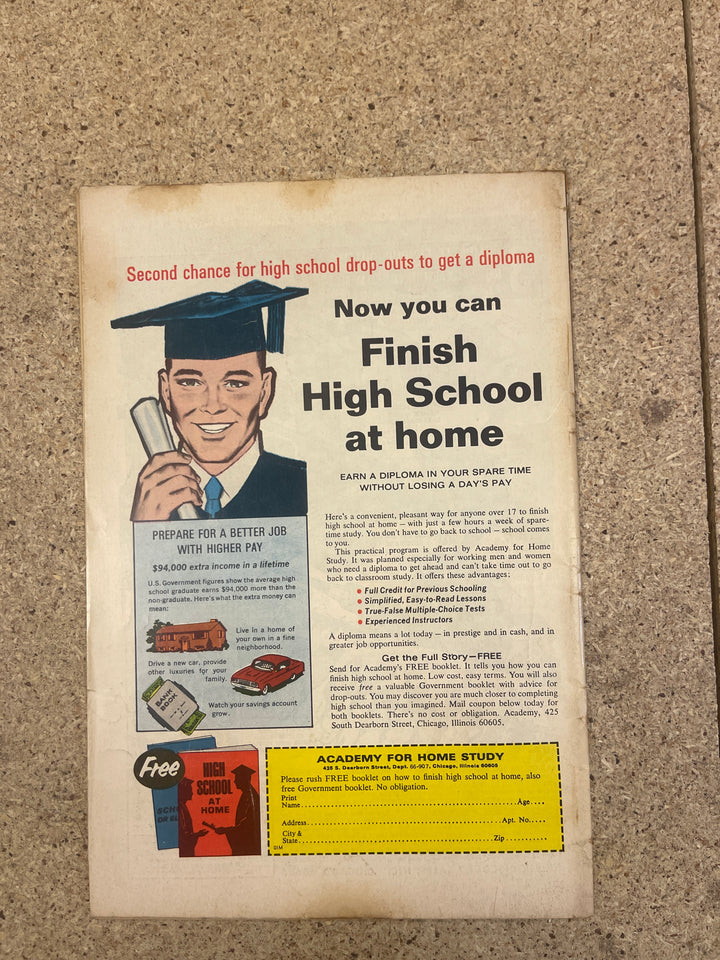 Second chance for high school drop-outs to get a diploma
Now you can
Finish
High School
at home
EARN A DIPLOMA IN YOUR SPARE TIME
WITHOUT LOSING A DAY'S PAY
PREPARE FOR A BETTER JOB
WITH HIGHER PAY
$94,000 extra income in a lifetime
U.S. Government figures show the average high
school graduate earns $94,000 more than the
non-graduate. Here's what the extra money can
mean:
Live in a home of
your own in a fine
neighborhood.
Drive a new car, provide
other luxuries for your
family.
BANK
BOOK
Watch your savings account
grow.
Here's a convenient, pleasant way for anyone over 17 to finish
high school at home — with just a few hours a week of spare-
time study. You don't have to go back to school — school comes
to you.
This practical program is offered by Academy for Home
Study. It was planned especially for working men and women
who need a diploma to get ahead and can't take time out to go
back to classroom study. It offers these advantages:
• Full Credit for Previous Schooling
• Simplified, Easy-to-Read Lessons
• True-False Multiple-Choice Tests
• Experienced Instructors
A diploma means a lot today — in prestige and in cash, and in
greater job opportunities.
Get the Full Story—FREE
Send for Academy's FREE booklet. It tells you how you can
finish high school at home. Low cost, easy terms. You will also
receive free a valuable Government booklet with advice for
drop-outs. You may discover you are much closer to completing
high school than you imagined. Mail coupon below today for
both booklets. There's no cost or obligation. Academy, 425
South Dearborn Street, Chicago, Illinois 60605.
Free
SCH
OR EL
HIGH
SCHOOL
AT
HOME
ACADEMY FOR HOME STUDY
425 S. Dearborn Street, Dept. 66-907, Chicago, Illinois 60605
Please rush FREE booklet on how to finish high school at home, also
free Government booklet. No obligation.
Print
Name Age
Address Apt. No.
City &
State Zip